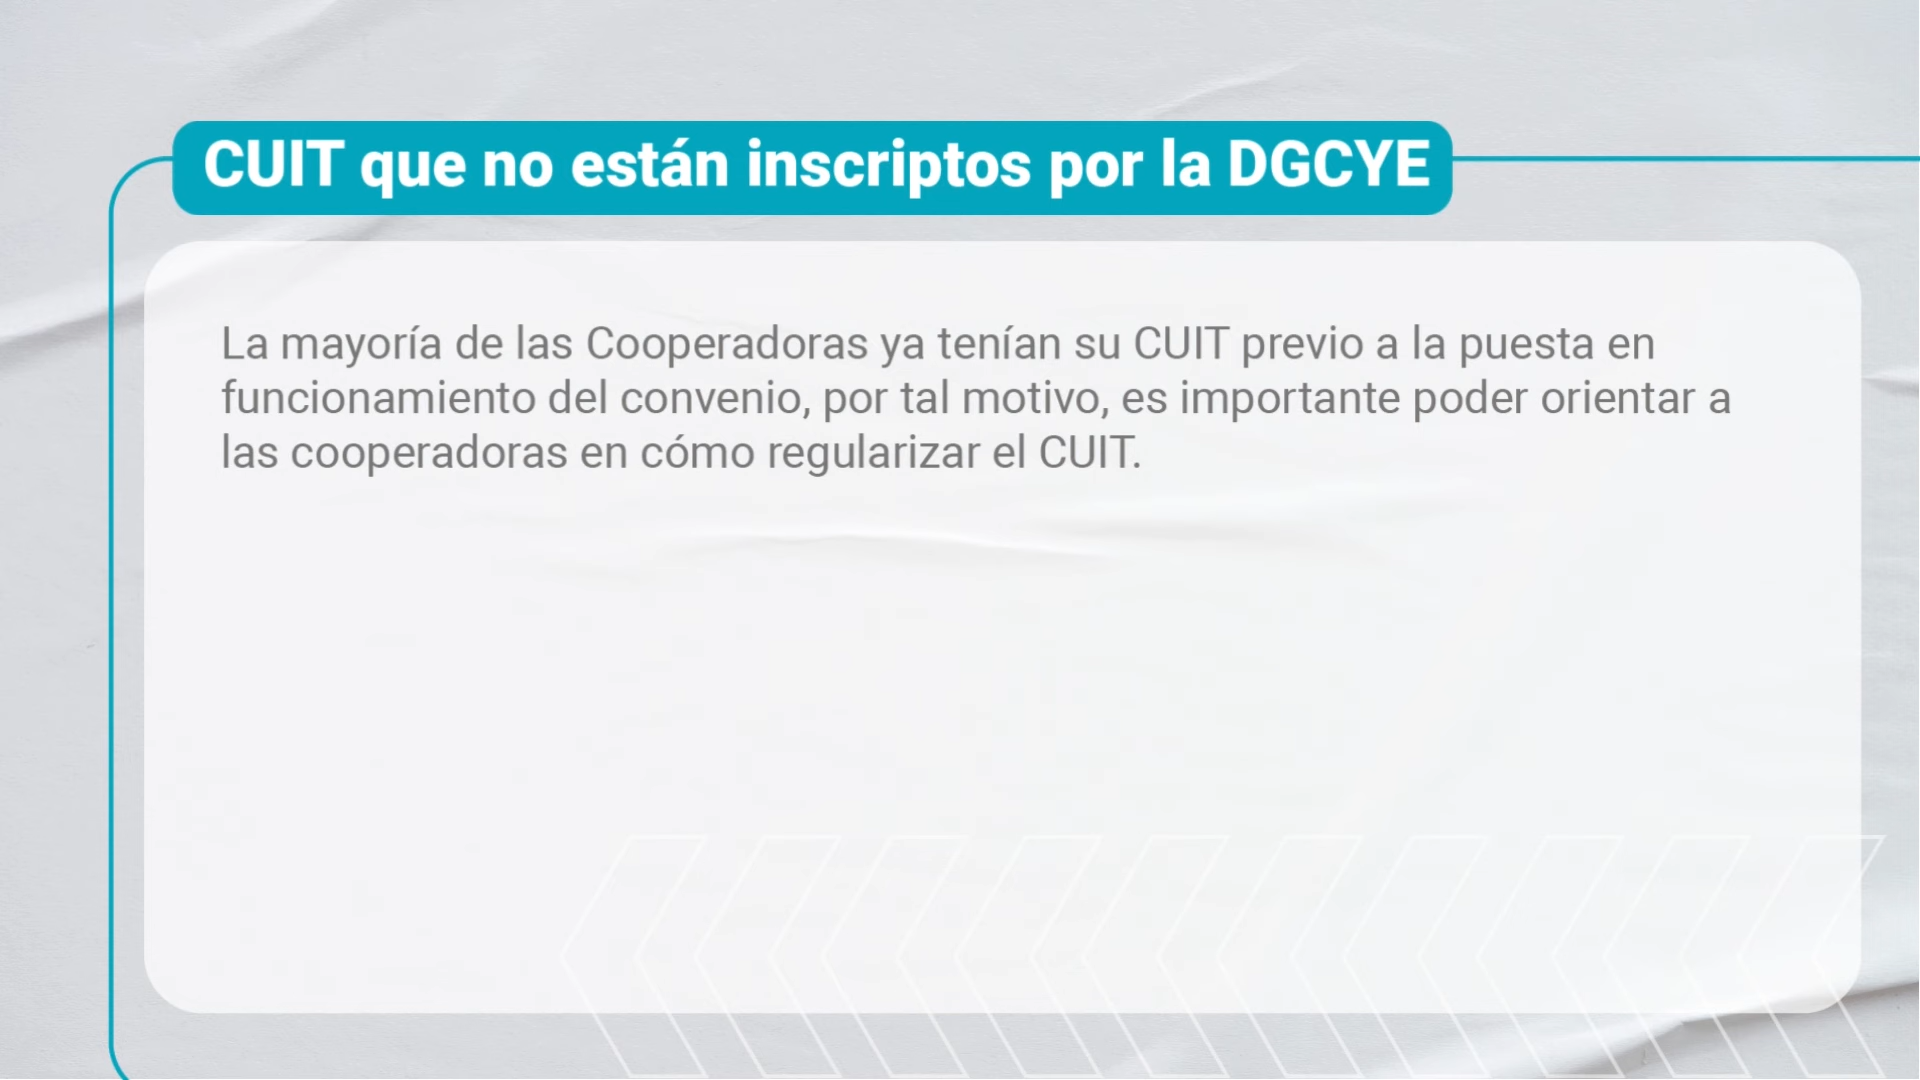 CUIT que no están inscriptos por la DGCYE
La mayoría de las Cooperadoras ya tenían su CUIT previo a la puesta en
funcionamiento del convenio, por tal motivo, es importante poder orientar a
las cooperadoras en cómo regularizar el CUIT.